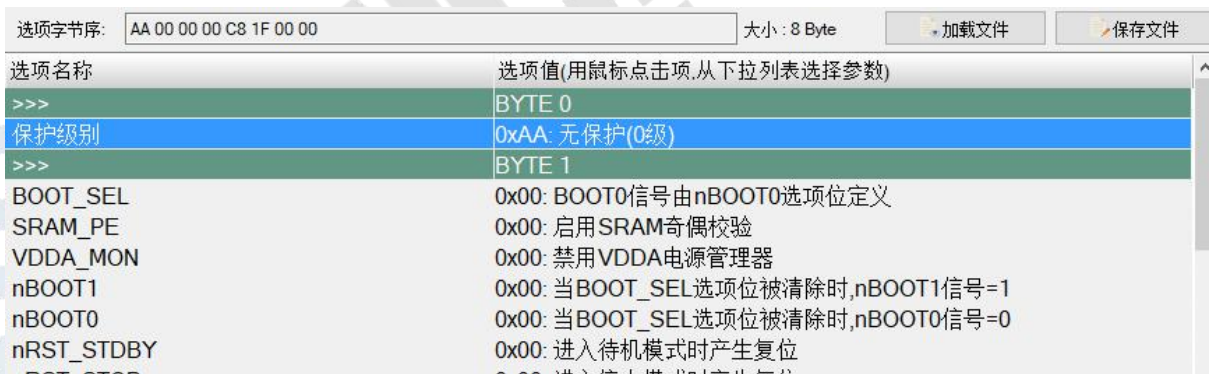 选项字节序: AA 00 00 00 C8 1F 00 00 大小 : 8 Byte 加载文件 保存文件
选项名称 选项值(用鼠标点击项,从下拉列表选择参数)
>>> BYTE 0
保护级别 0xAA: 无保护(0级)
>>> BYTE 1
BOOT_SEL 0x00: BOOT0信号由nBOOT0选项位定义
SRAM_PE 0x00: 启用SRAM奇偶校验
VDDA_MON 0x00: 禁用VDDA电源管理器
nBOOT1 0x00: 当BOOT_SEL选项位被清除时,nBOOT1信号=1
nBOOT0 0x00: 当BOOT_SEL选项位被清除时,nBOOT0信号=0
nRST_STDBY 0x00: 进入待机模式时产生复位